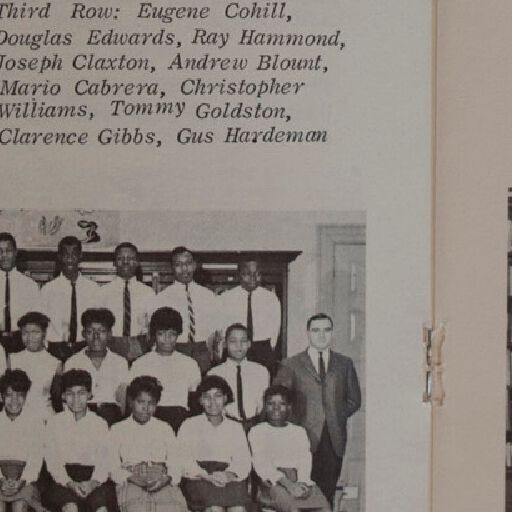 Third Row: Eugene Cohill,
Douglas Edwards, Ray Hammond,
Joseph Claxton, Andrew Blount,
Mario Cabrera, Christopher
Williams, Tommy Goldston,
Clarence Gibbs, Gus Hardeman